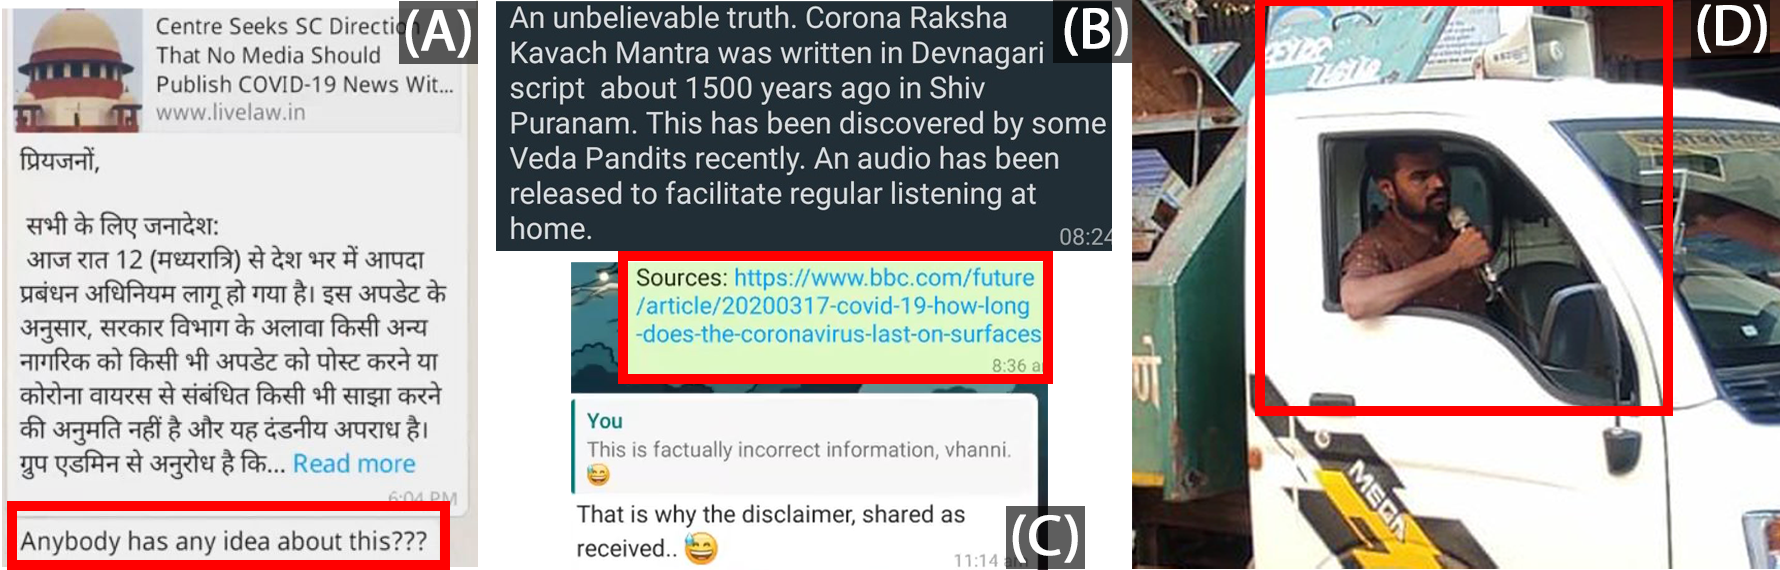 Centre Seeks SC Direction
That No Media Should
Publish COVID-19 News Wit...
www.livelaw.in
प्रियजनों,
सभी के लिए जनादेश:
आज रात 12 (मध्यरात्रि) से देश भर में आपदा
प्रबंधन अधिनियम लागू हो गया है। इस अपडेट के
अनुसार, सरकार विभाग के अलावा किसी अन्य
नागरिक को किसी भी अपडेट को पोस्ट करने या
कोरोना वायरस से संबंधित किसी भी साझा करने
की अनुमति नहीं है और यह दंडनीय अपराध है।
ग्रुप एडमिन से अनुरोध है कि... Read more
6:04 PM
Anybody has any idea about this???
(A)
An unbelievable truth. Corona Raksha
Kavach Mantra was written in Devnagari
script about 1500 years ago in Shiv
Puranam. This has been discovered by some
Veda Pandits recently. An audio has been
released to facilitate regular listening at
home.
08:24
(B)
Sources: https://www.bbc.com/future
/article/20200317-covid-19-how-long
-does-the-coronavirus-last-on-surfaces
8:36 a
You
This is factually incorrect information, vhanni.
😅
That is why the disclaimer, shared as
received.. 😅
11:14 am
(C)
(D)
MEGA